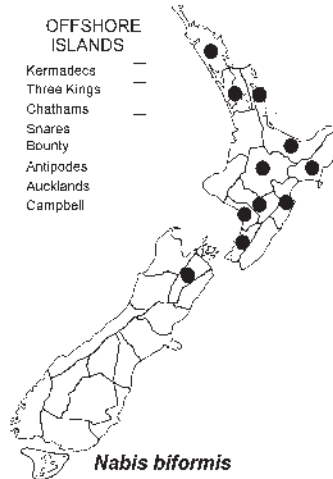 OFFSHORE
ISLANDS
Kermadecs —
Three Kings —
Chathams —
Snares
Bounty
Antipodes
Aucklands
Campbell
Nabis biformis